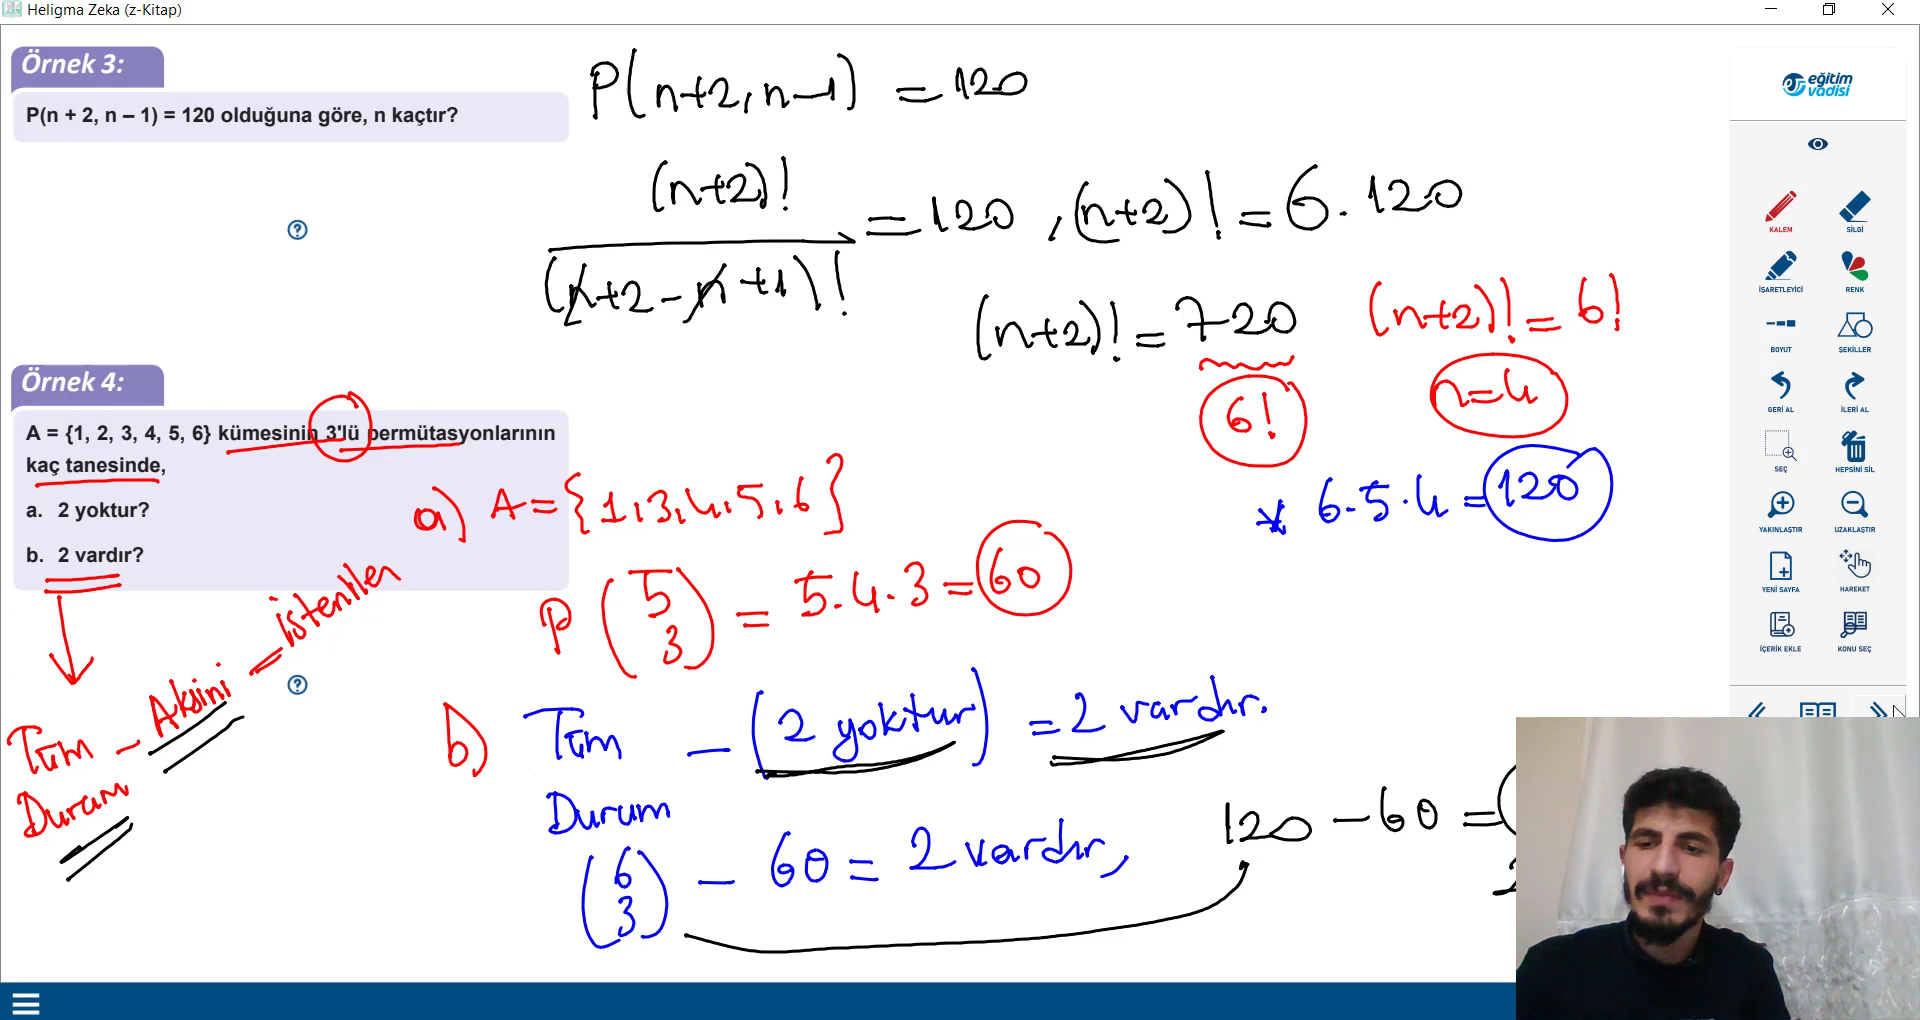 Heligma Zeka (z-Kitap)
Örnek 3:
P(n + 2, n – 1) = 120 olduğuna göre, n kaçtır?
P(n+2, n-1) = 120
(n+2)!
(n+2-n+1)!
= 120 , (n+2)! = 6 . 120
(n+2)! = 720
6!
(n+2)! = 6!
n=4
Örnek 4:
A = {1, 2, 3, 4, 5, 6} kümesinin 3'lü permütasyonlarının
kaç tanesinde,
a. 2 yoktur?
b. 2 vardır?
a) A = {1,3,4,5,6}
P (5 3) = 5.4.3 = 60
* 6.5.4 = 120
Tüm Durum - Aksini = istenilen
b) Tüm Durum - (2 yoktur) = 2 vardır.
(6 3) - 60 = 2 vardır,
120 - 60 =
eğitim
vadisi
KALEM
SİLGİ
İŞARETLEYİCİ
RENK
BOYUT
ŞEKİLLER
GERİ AL
İLERİ AL
SEÇ
HEPSİNİ SİL
YAKINLAŞTIR
UZAKLAŞTIR
YENİ SAYFA
HAREKET
İÇERİK EKLE
KONU SEÇ